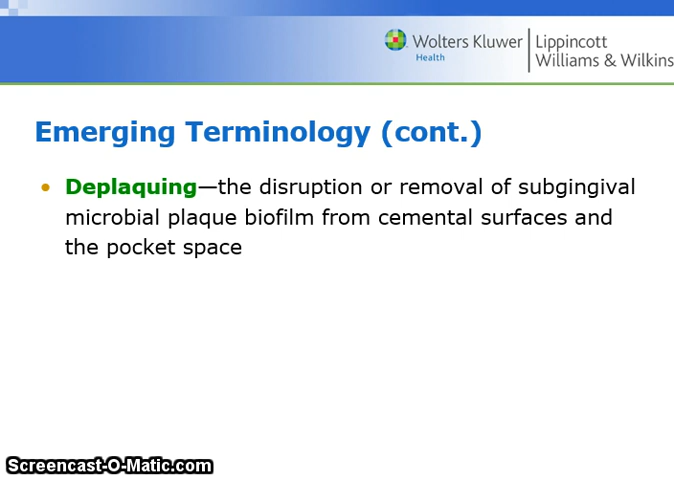 Wolters Kluwer
Health
Lippincott
Williams & Wilkins
Emerging Terminology (cont.)
• Deplaquing—the disruption or removal of subgingival
microbial plaque biofilm from cemental surfaces and
the pocket space
Screencast-O-Matic.com